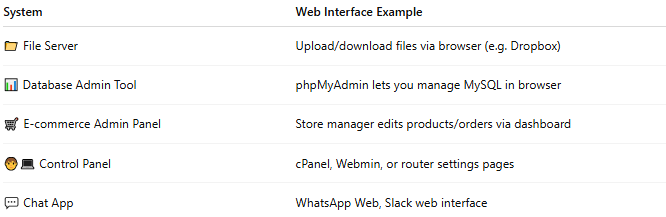 System Web Interface Example
📂 File Server Upload/download files via browser (e.g. Dropbox)
📊 Database Admin Tool phpMyAdmin lets you manage MySQL in browser
🛒 E-commerce Admin Panel Store manager edits products/orders via dashboard
🧑💻 Control Panel cPanel, Webmin, or router settings pages
💬 Chat App WhatsApp Web, Slack web interface